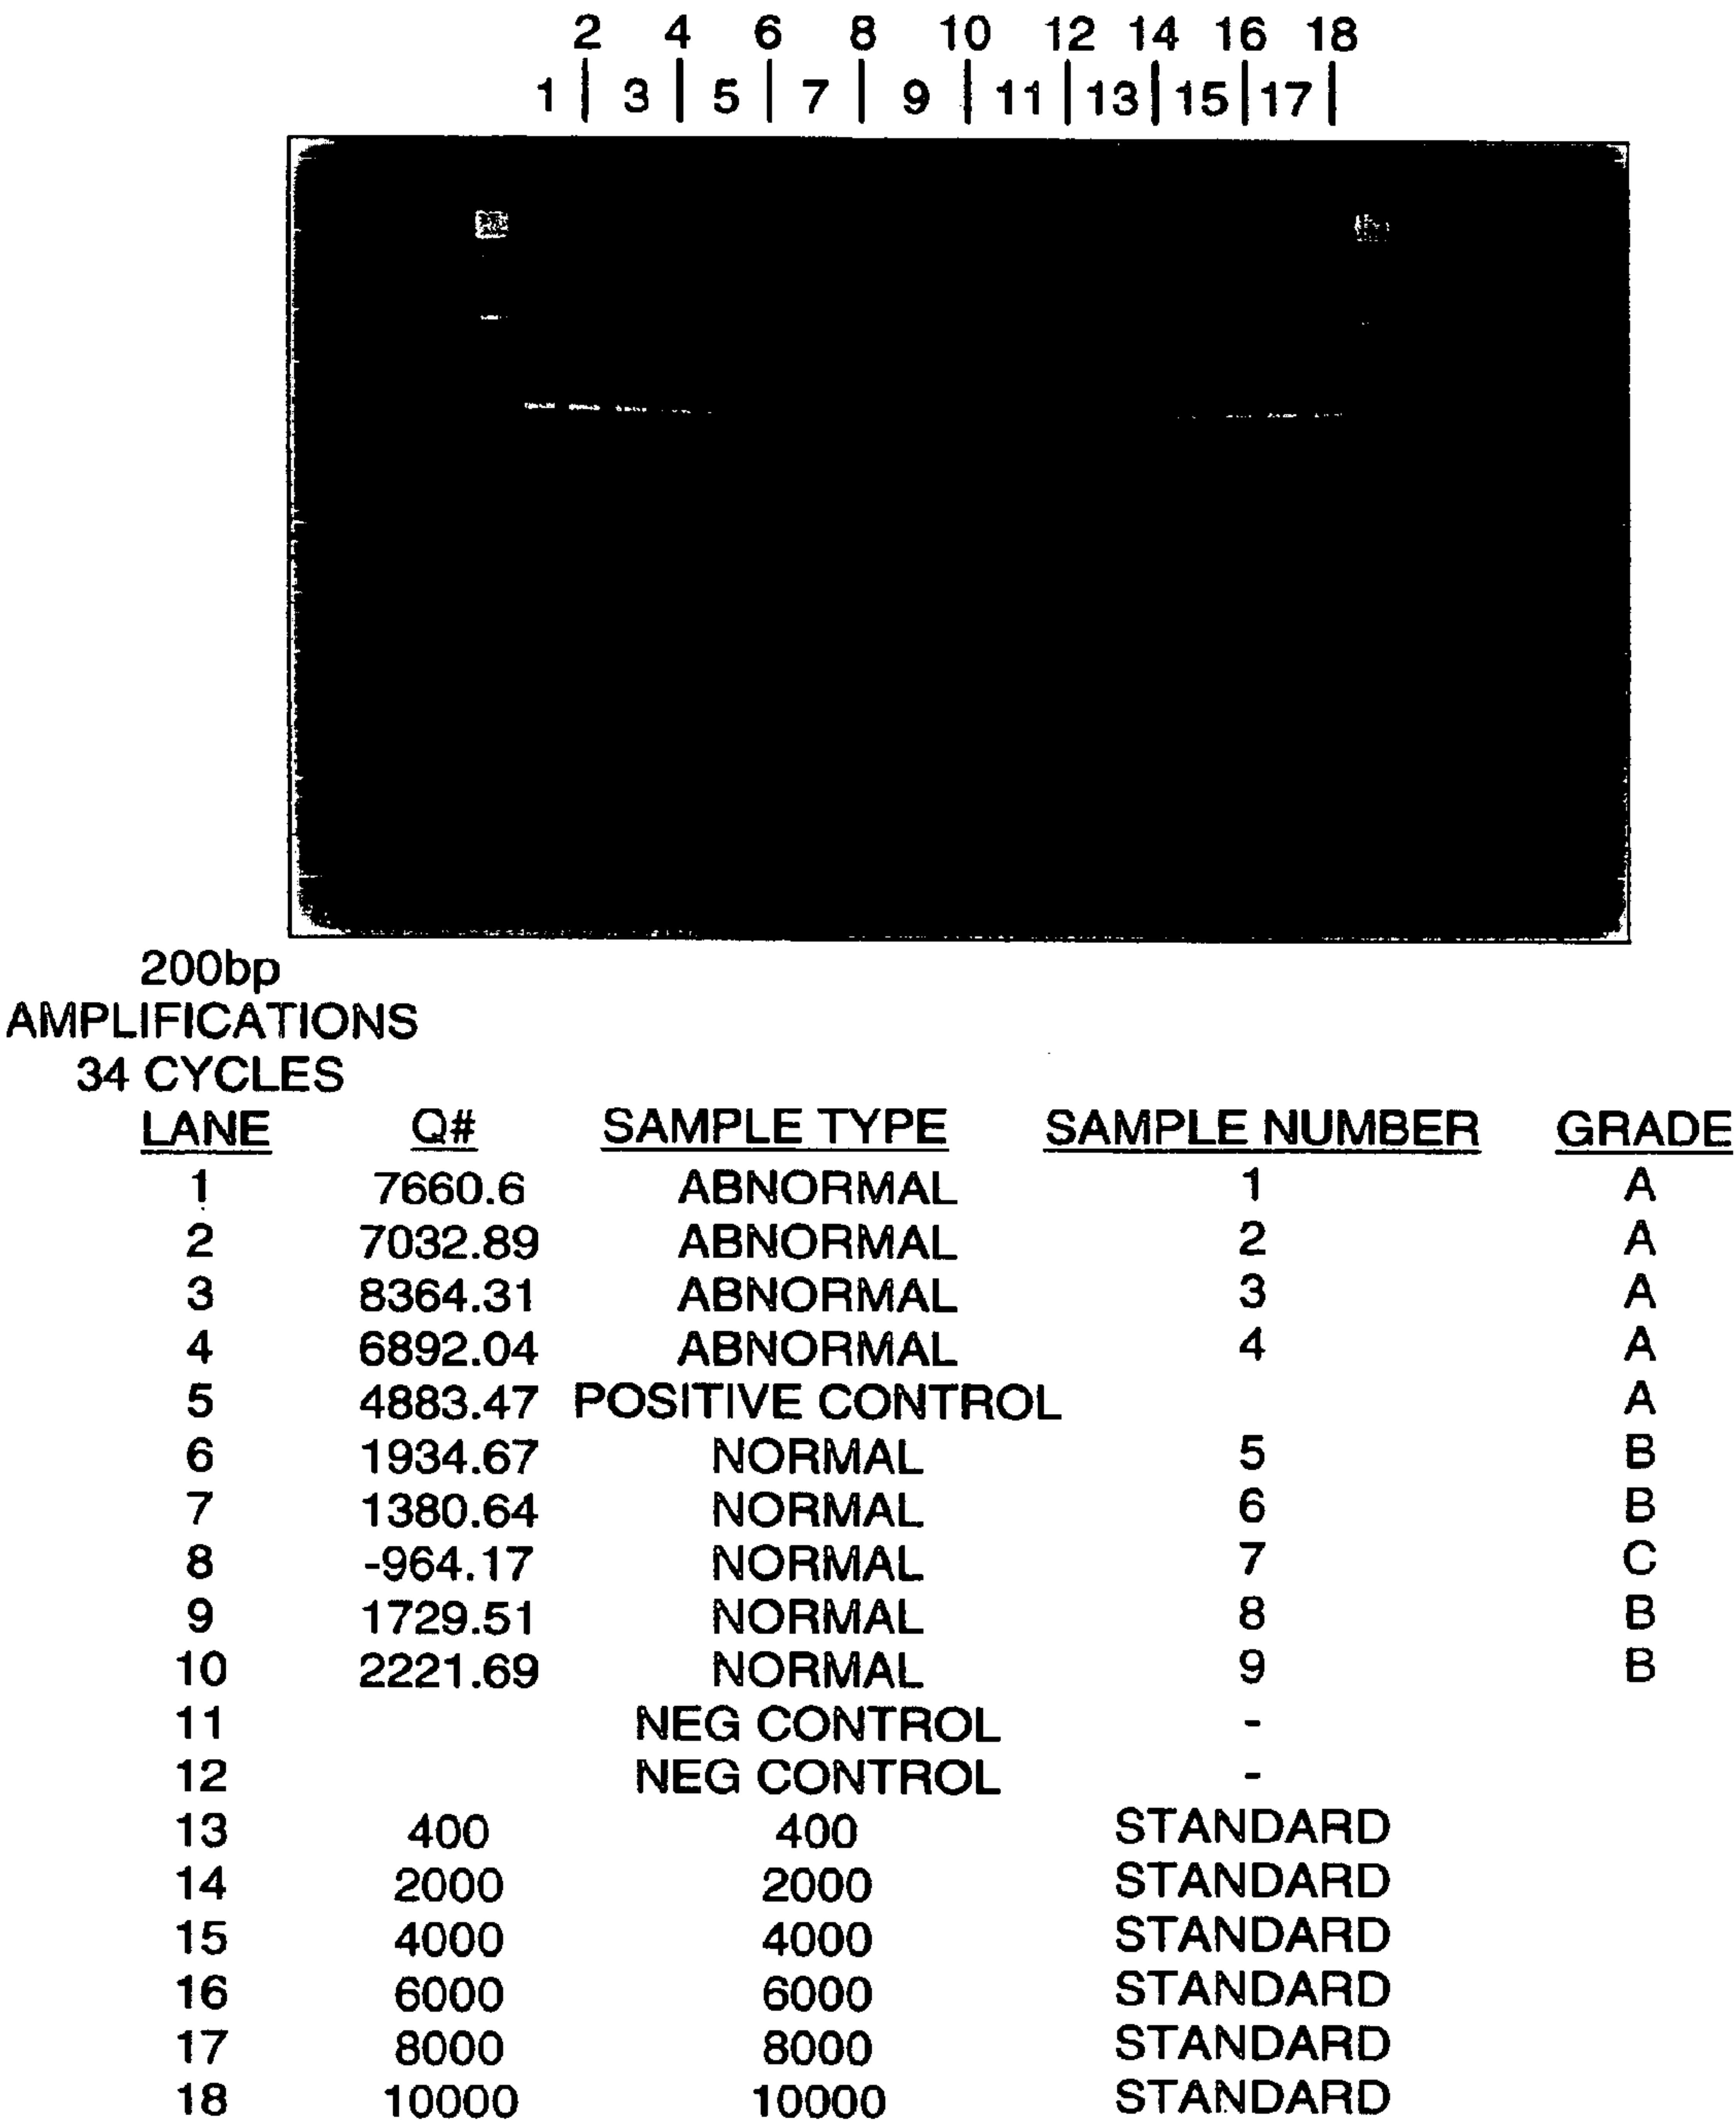 2 4 6 8 10 12 14 16 18
1 3 5 7 9 11 13 15 17
200bp
AMPLIFICATIONS
34 CYCLES
LANE Q# SAMPLE TYPE SAMPLE NUMBER GRADE
1 7660.6 ABNORMAL 1 A
2 7032.89 ABNORMAL 2 A
3 8364.31 ABNORMAL 3 A
4 6892.04 ABNORMAL 4 A
5 4883.47 POSITIVE CONTROL A
6 1934.67 NORMAL 5 B
7 1380.64 NORMAL 6 B
8 -964.17 NORMAL 7 C
9 1729.51 NORMAL 8 B
10 2221.69 NORMAL 9 B
11 NEG CONTROL -
12 NEG CONTROL -
13 400 400 STANDARD
14 2000 2000 STANDARD
15 4000 4000 STANDARD
16 6000 6000 STANDARD
17 8000 8000 STANDARD
18 10000 10000 STANDARD